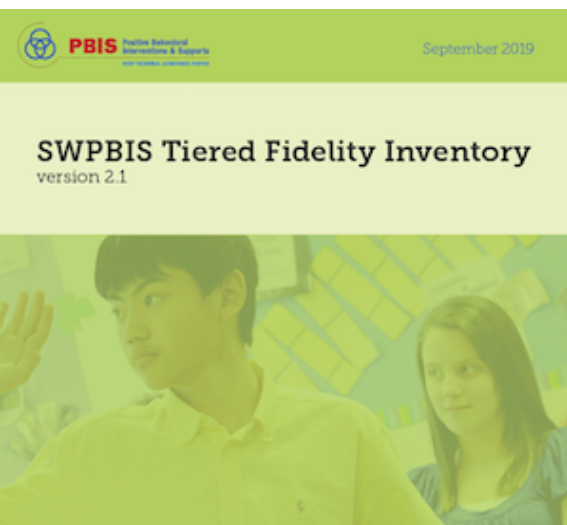 PBIS Positive Behavioral
Interventions & Supports
September 2019
SWPBIS Tiered Fidelity Inventory
version 2.1